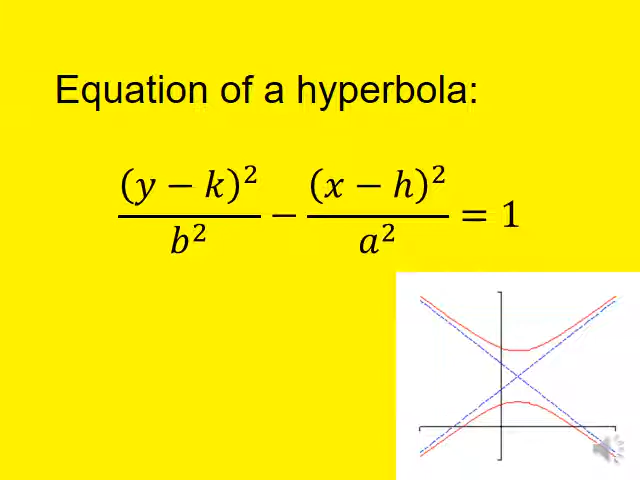 Equation of a hyperbola:
(y − k)²/b² − (x − h)²/a² = 1